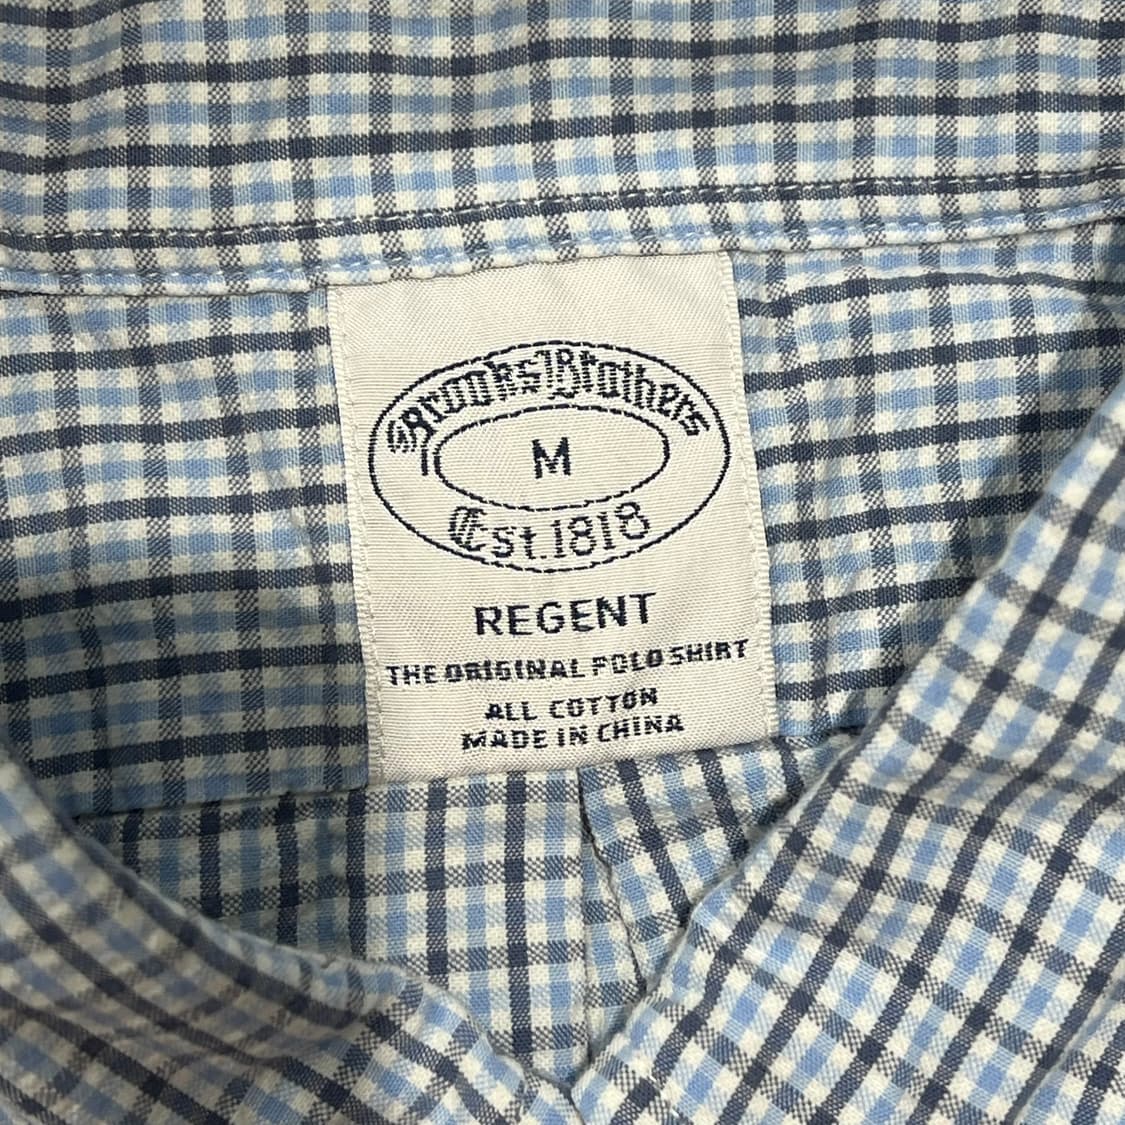 Brooks Brothers
M
Est. 1818
REGENT
THE ORIGINAL POLO SHIRT
ALL COTTON
MADE IN CHINA